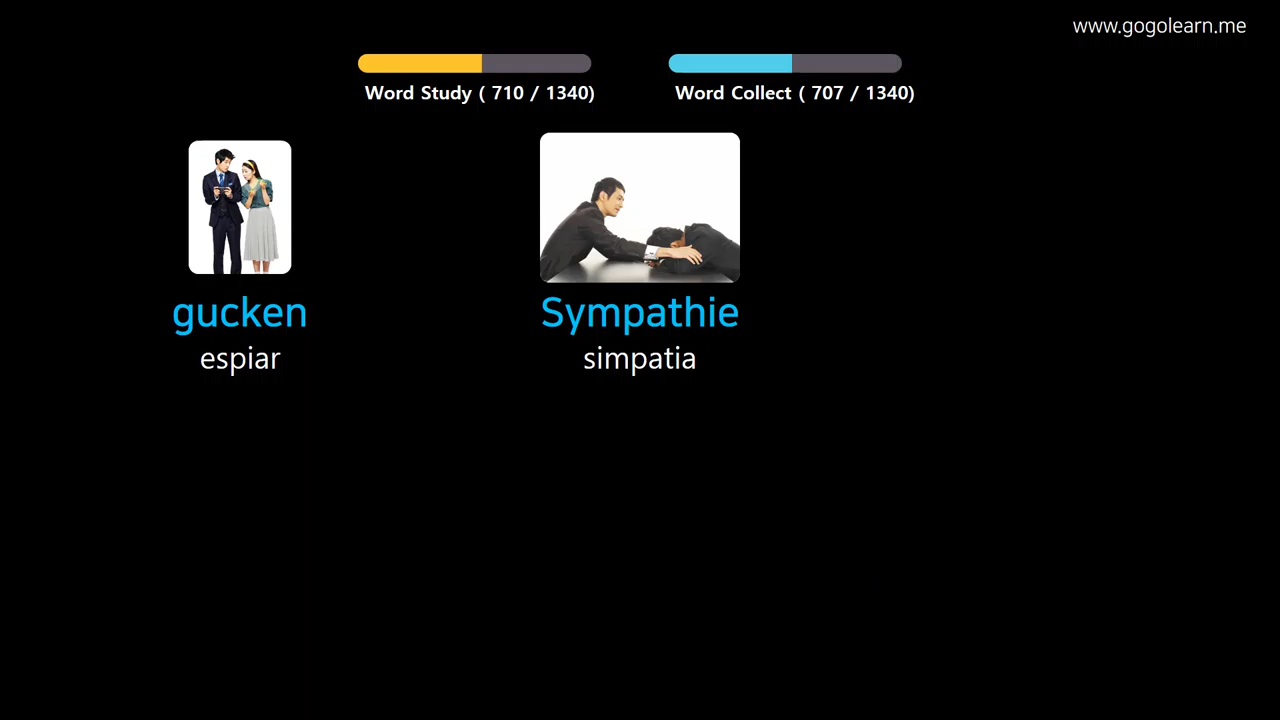 www.gogolearn.me
Word Study ( 710 / 1340)
Word Collect ( 707 / 1340)
gucken
espiar
Sympathie
simpatia